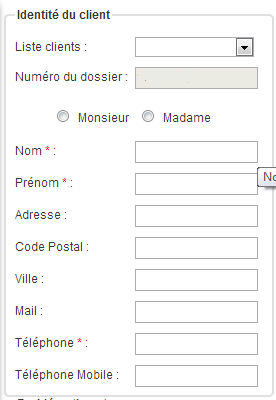 Identité du client
Liste clients :
Numéro du dossier :
Monsieur Madame
Nom * :
No
Prénom * :
Adresse :
Code Postal :
Ville :
Mail :
Téléphone * :
Téléphone Mobile :